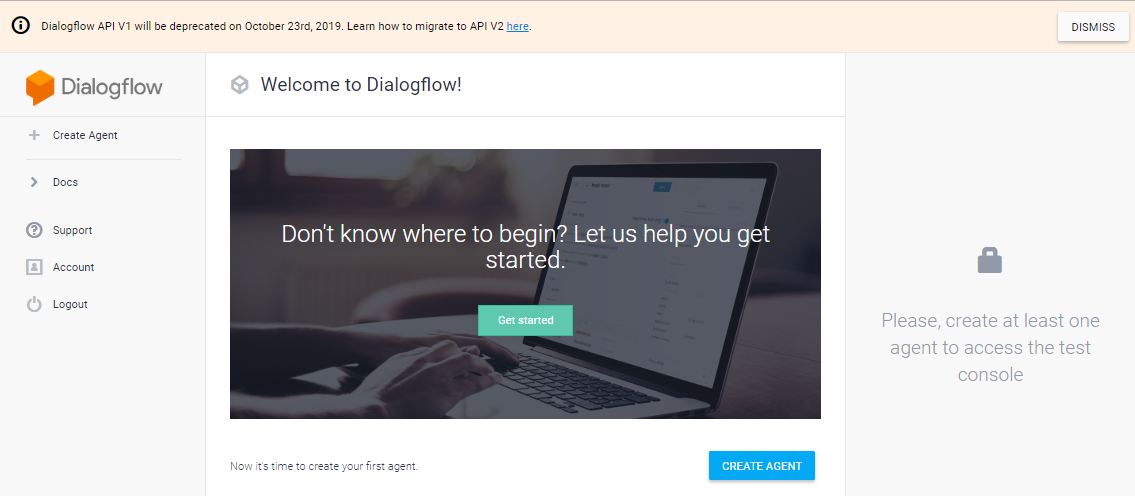 Dialogflow API V1 will be deprecated on October 23rd, 2019. Learn how to migrate to API V2 here.
DISMISS
Dialogflow
Create Agent
Docs
Support
Account
Logout
Welcome to Dialogflow!
Don't know where to begin? Let us help you get
started.
Get started
Now it's time to create your first agent.
CREATE AGENT
Please, create at least one
agent to access the test
console